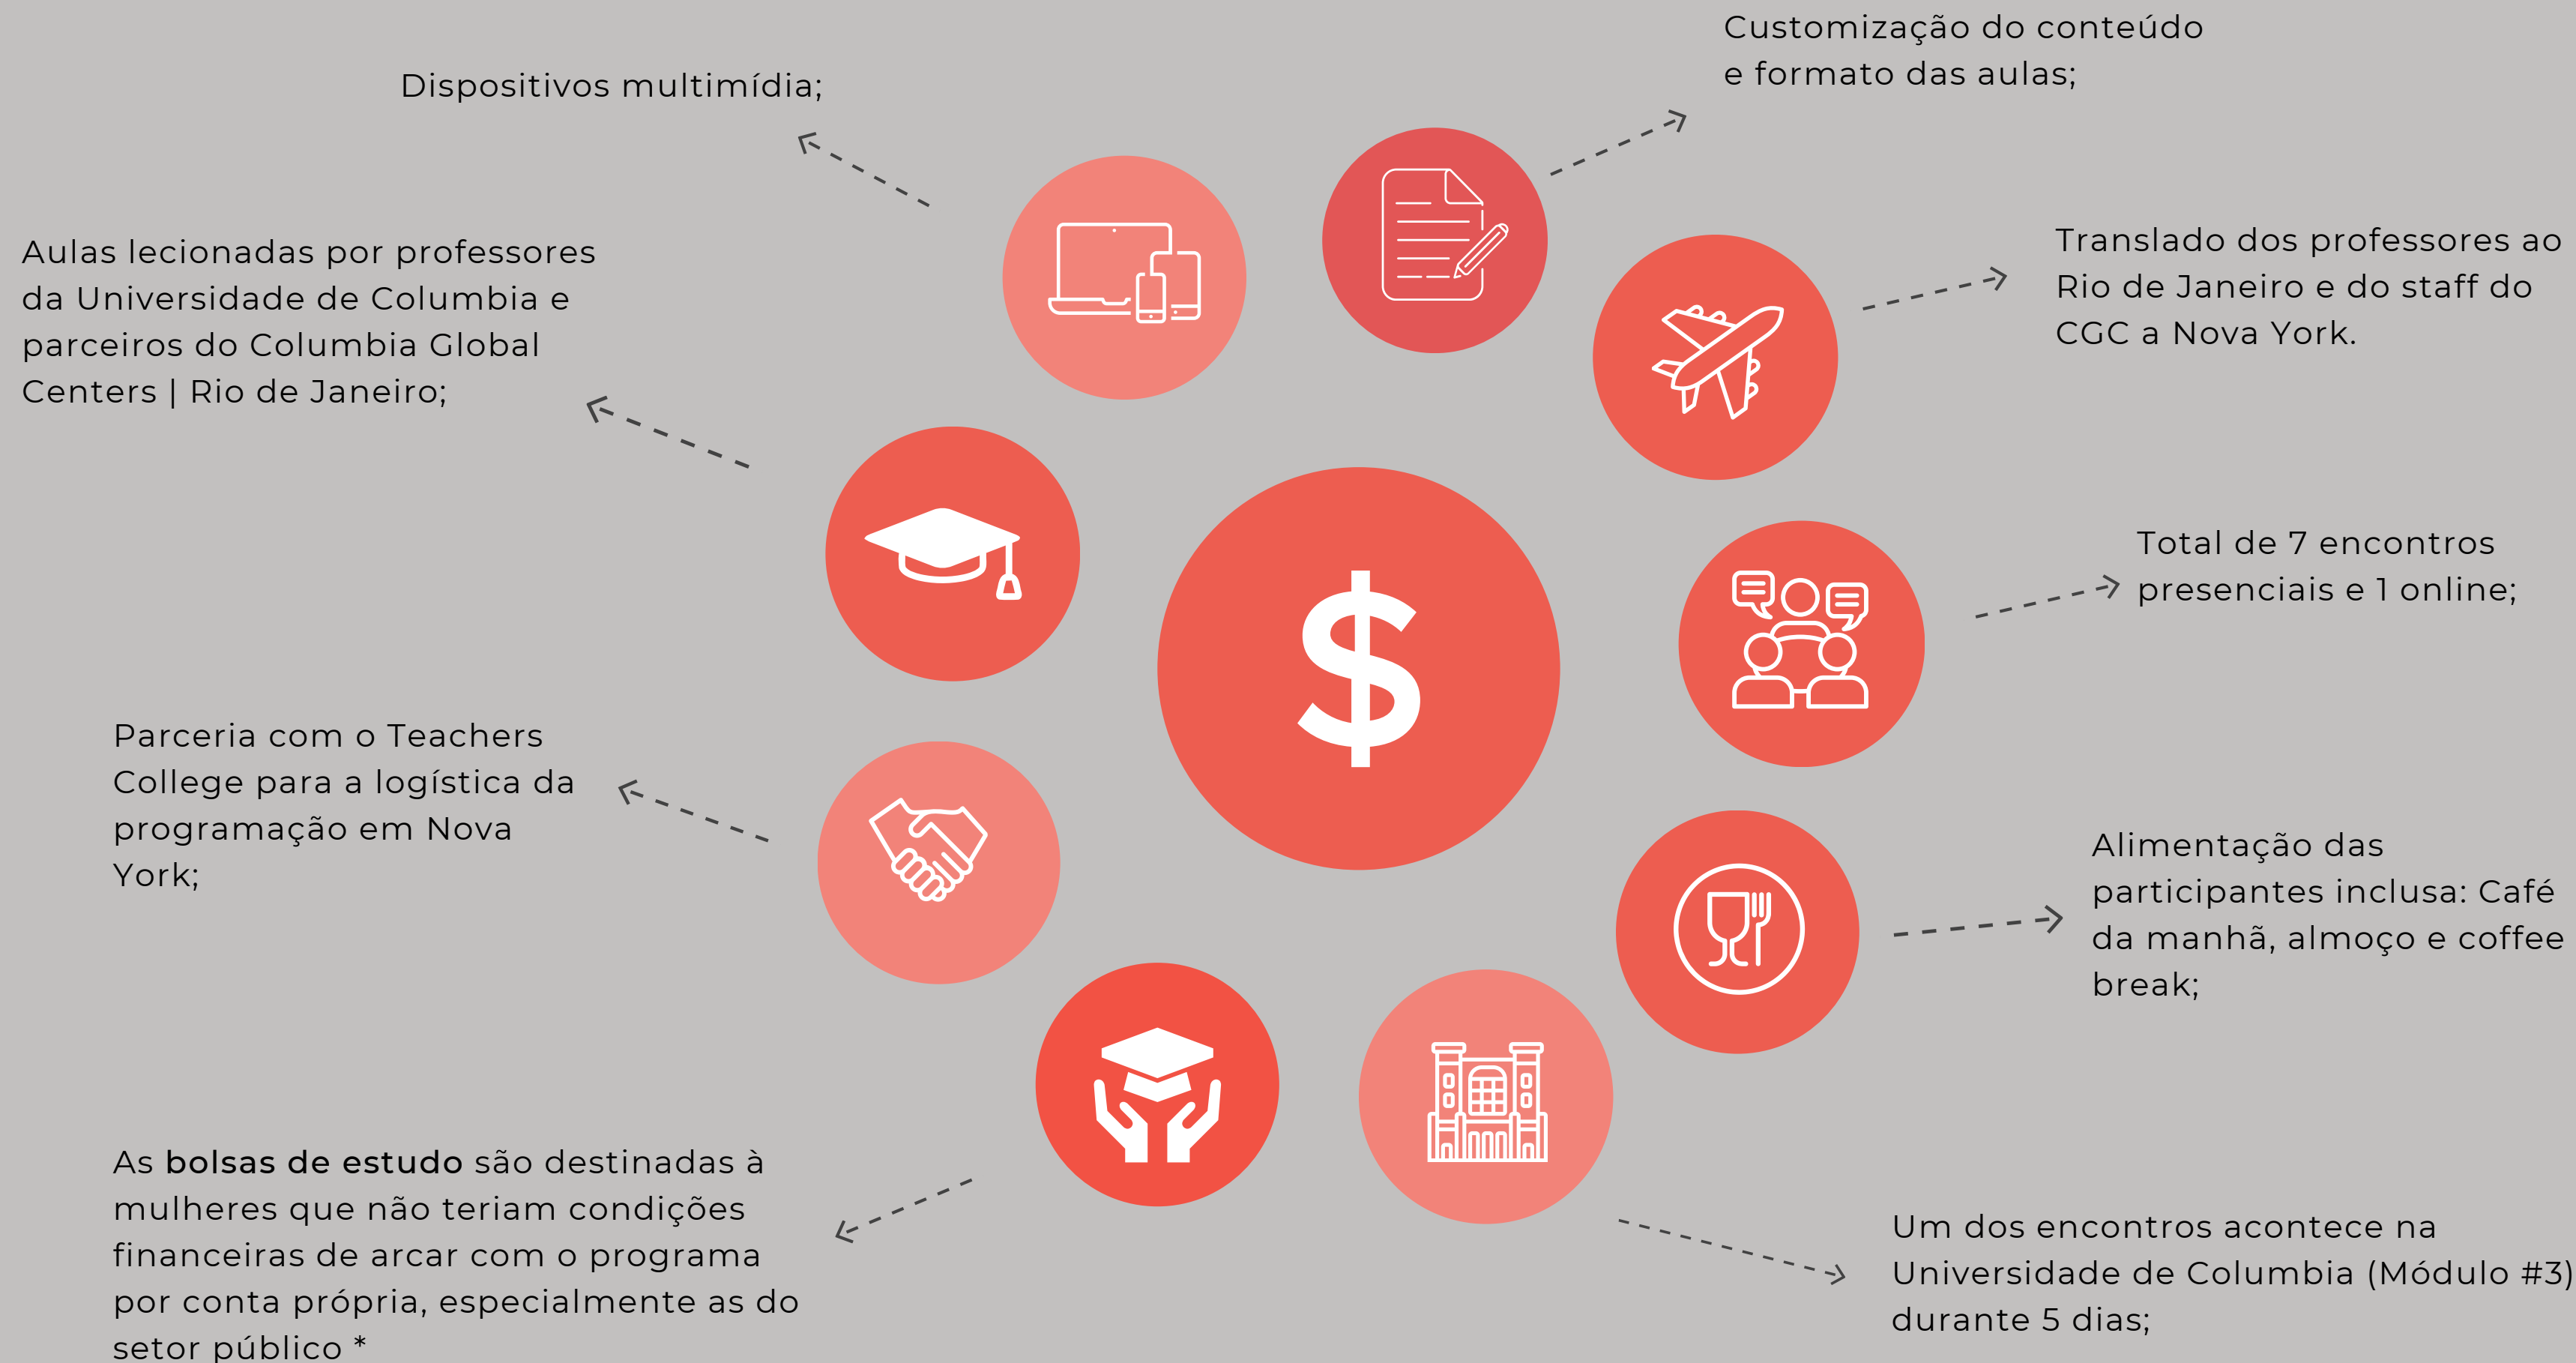 Dispositivos multimídia;
Customização do conteúdo
e formato das aulas;
Aulas lecionadas por professores
da Universidade de Columbia e
parceiros do Columbia Global
Centers | Rio de Janeiro;
Translado dos professores ao
Rio de Janeiro e do staff do
CGC a Nova York.
$
Total de 7 encontros
presenciais e 1 online;
Parceria com o Teachers
College para a logística da
programação em Nova
York;
Alimentação das
participantes inclusa: Café
da manhã, almoço e coffee
break;
As bolsas de estudo são destinadas à
mulheres que não teriam condições
financeiras de arcar com o programa
por conta própria, especialmente as do
setor público *
Um dos encontros acontece na
Universidade de Columbia (Módulo #3)
durante 5 dias;